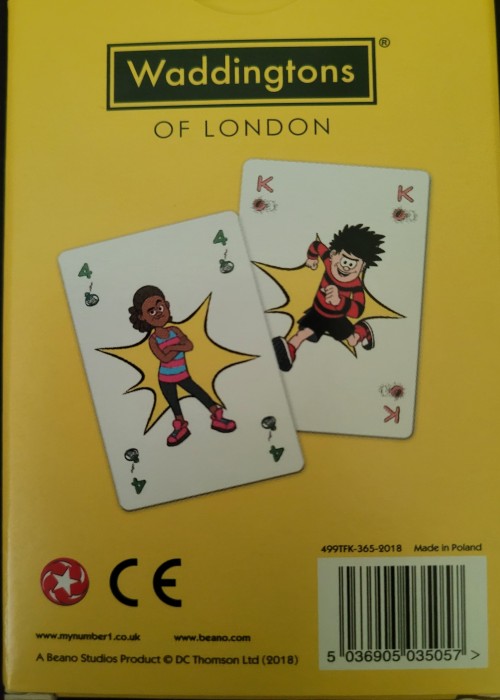 Waddingtons®
OF LONDON
K K
4 4
K
4 4
499TFK-365-2018 Made in Poland
CE
www.mynumber1.co.uk www.beano.com
5 036905 035057 >
A Beano Studios Product © DC Thomson Ltd (2018)